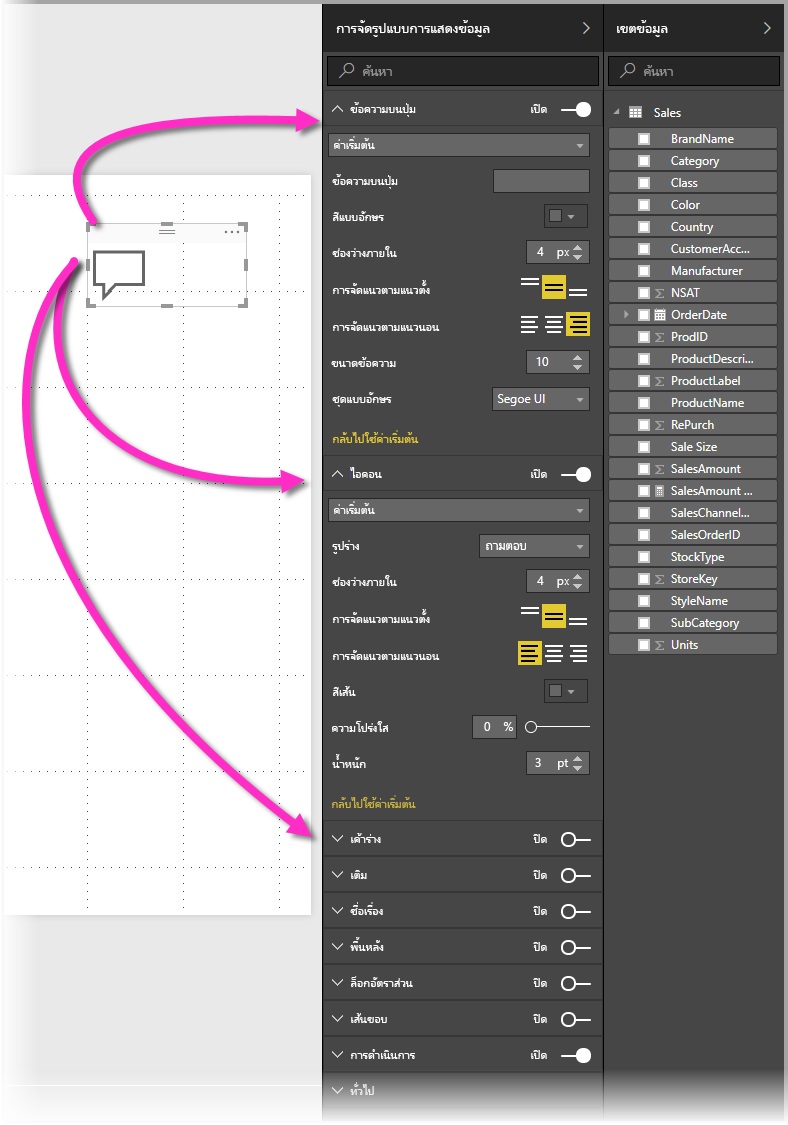 การจัดรูปแบบการแสดงข้อมูล
ค้นหา
ข้อความบนปุ่ม เปิด
ค่าเริ่มต้น
ข้อความบนปุ่ม
สีแบบอักษร
ช่องว่างภายใน 4 px
การจัดแนวตามแนวตั้ง
การจัดแนวตามแนวนอน
ขนาดข้อความ 10
ชุดแบบอักษร Segoe UI
กลับไปใช้ค่าเริ่มต้น
ไอคอน เปิด
ค่าเริ่มต้น
รูปร่าง ถามตอบ
ช่องว่างภายใน 4 px
การจัดแนวตามแนวตั้ง
การจัดแนวตามแนวนอน
สีเส้น
ความโปร่งใส 0 %
น้ำหนัก 3 pt
กลับไปใช้ค่าเริ่มต้น
เค้าร่าง ปิด
เติม ปิด
ชื่อเรื่อง ปิด
พื้นหลัง ปิด
ล็อกอัตราส่วน ปิด
เส้นขอบ ปิด
การดำเนินการ เปิด
ทั่วไป
เขตข้อมูล
ค้นหา
Sales
BrandName
Category
Class
Color
Country
CustomerAcc...
Manufacturer
NSAT
OrderDate
ProdID
ProductDescri...
ProductLabel
ProductName
RePurch
Sale Size
SalesAmount
SalesAmount ...
SalesChannel...
SalesOrderID
StockType
StoreKey
StyleName
SubCategory
Units